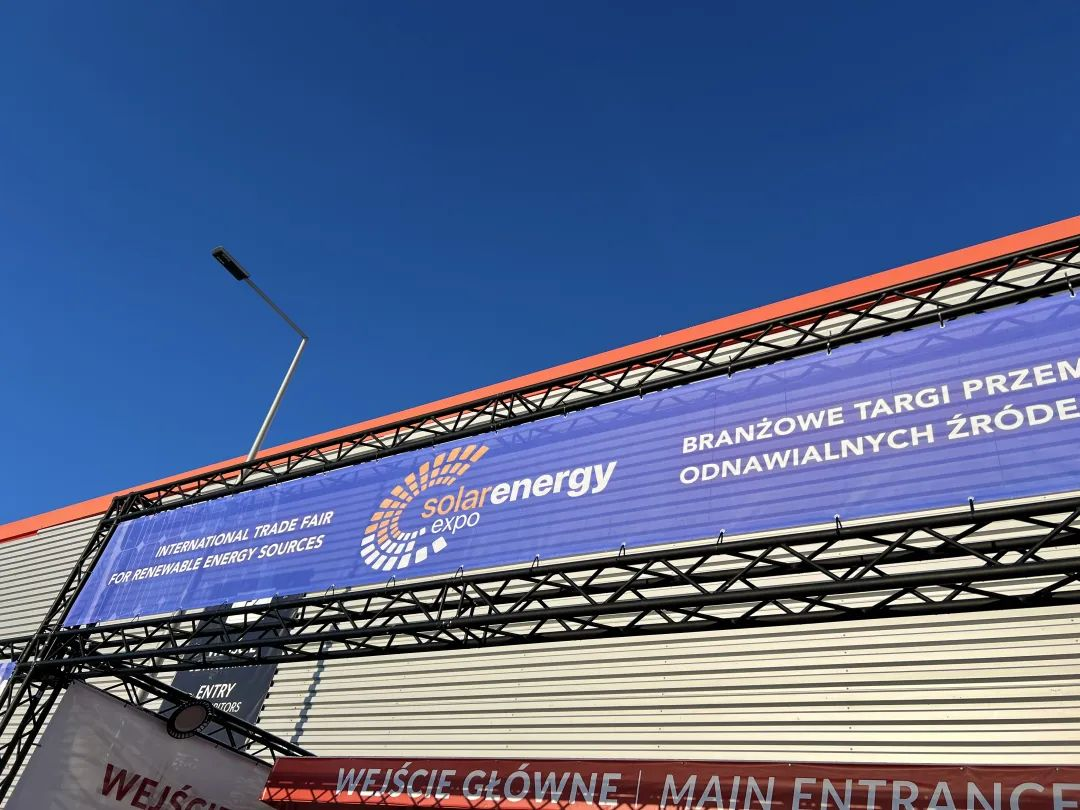 INTERNATIONAL TRADE FAIR
FOR RENEWABLE ENERGY SOURCES
solarenergy
expo
BRANŻOWE TARGI PRZEM
ODNAWIALNYCH ŹRÓDE
ENTRY
WEJŚCIE
WEJŚCIE GŁÓWNE | MAIN ENTRANCE